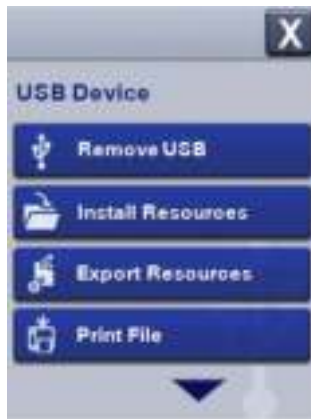 X
USB Device
Remove USB
Install Resources
Export Resources
Print File